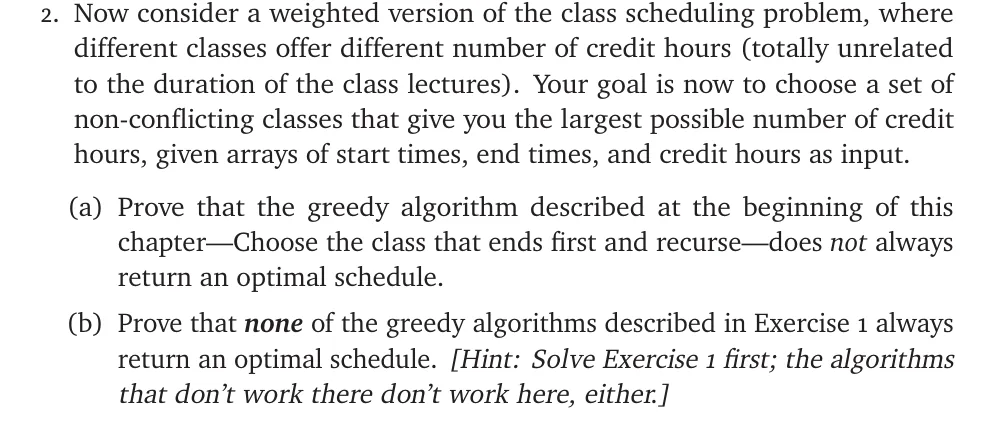 2. Now consider a weighted version of the class scheduling problem, where
different classes offer different number of credit hours (totally unrelated
to the duration of the class lectures). Your goal is now to choose a set of
non-conflicting classes that give you the largest possible number of credit
hours, given arrays of start times, end times, and credit hours as input.
(a) Prove that the greedy algorithm described at the beginning of this
chapter—Choose the class that ends first and recurse—does not always
return an optimal schedule.
(b) Prove that none of the greedy algorithms described in Exercise 1 always
return an optimal schedule. [Hint: Solve Exercise 1 first; the algorithms
that don't work there don't work here, either.]